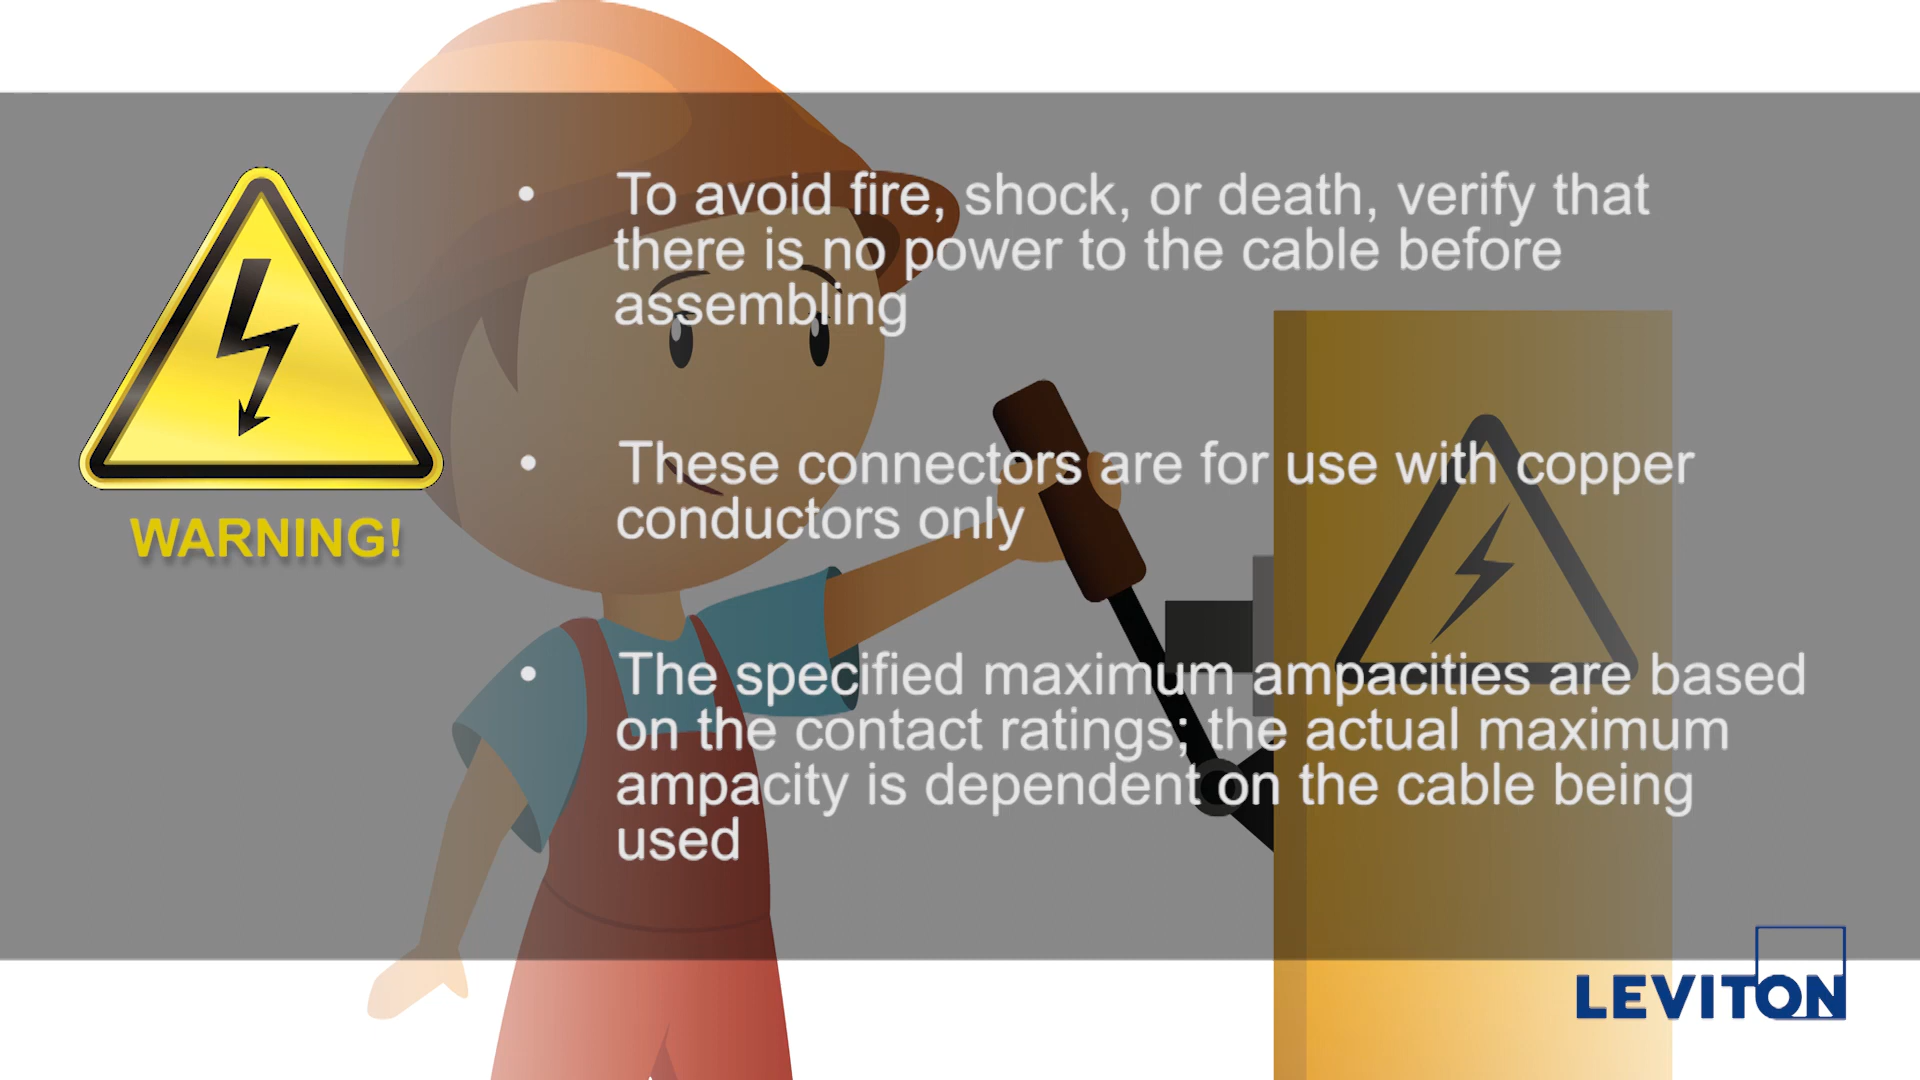 • To avoid fire, shock, or death, verify that
there is no power to the cable before
assembling
• These connectors are for use with copper
conductors only
WARNING!
• The specified maximum ampacities are based
on the contact ratings; the actual maximum
ampacity is dependent on the cable being
used
LEVITON